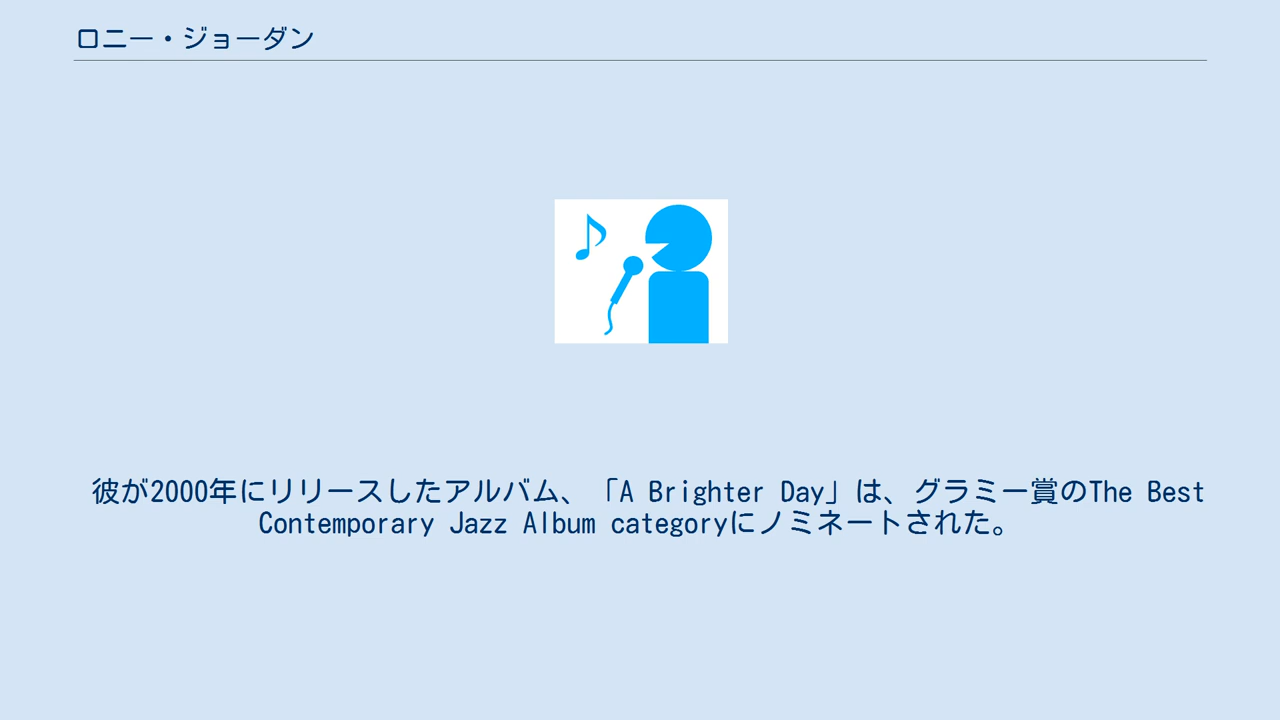 ロニー・ジョーダン
彼が2000年にリリースしたアルバム、「A Brighter Day」は、グラミー賞のThe Best
Contemporary Jazz Album categoryにノミネートされた。